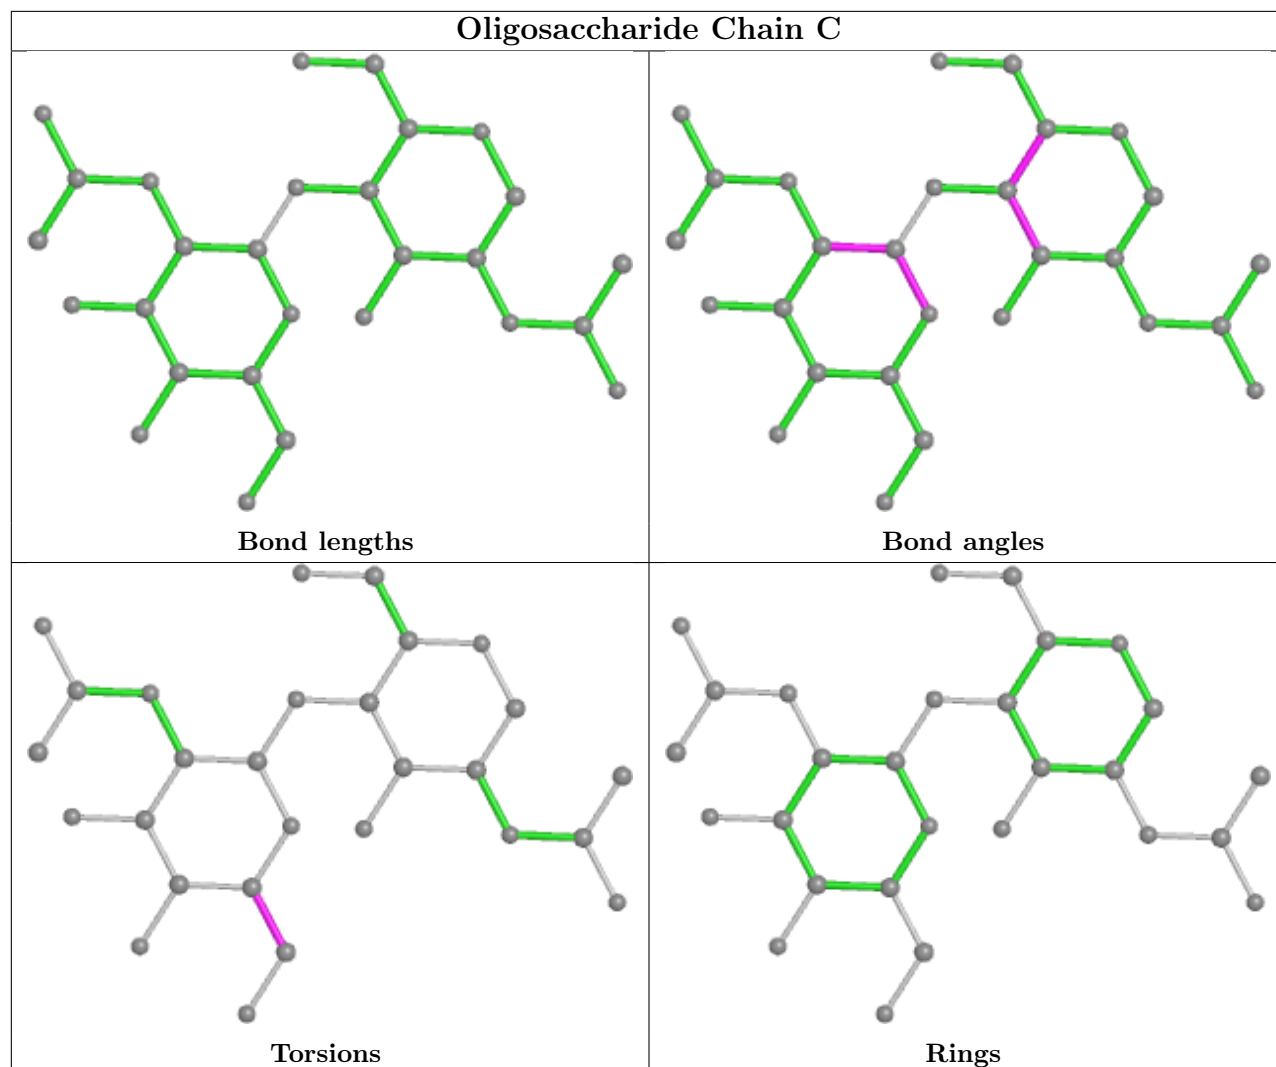 Oligosaccharide Chain C
Bond lengths
Bond angles
Torsions
Rings